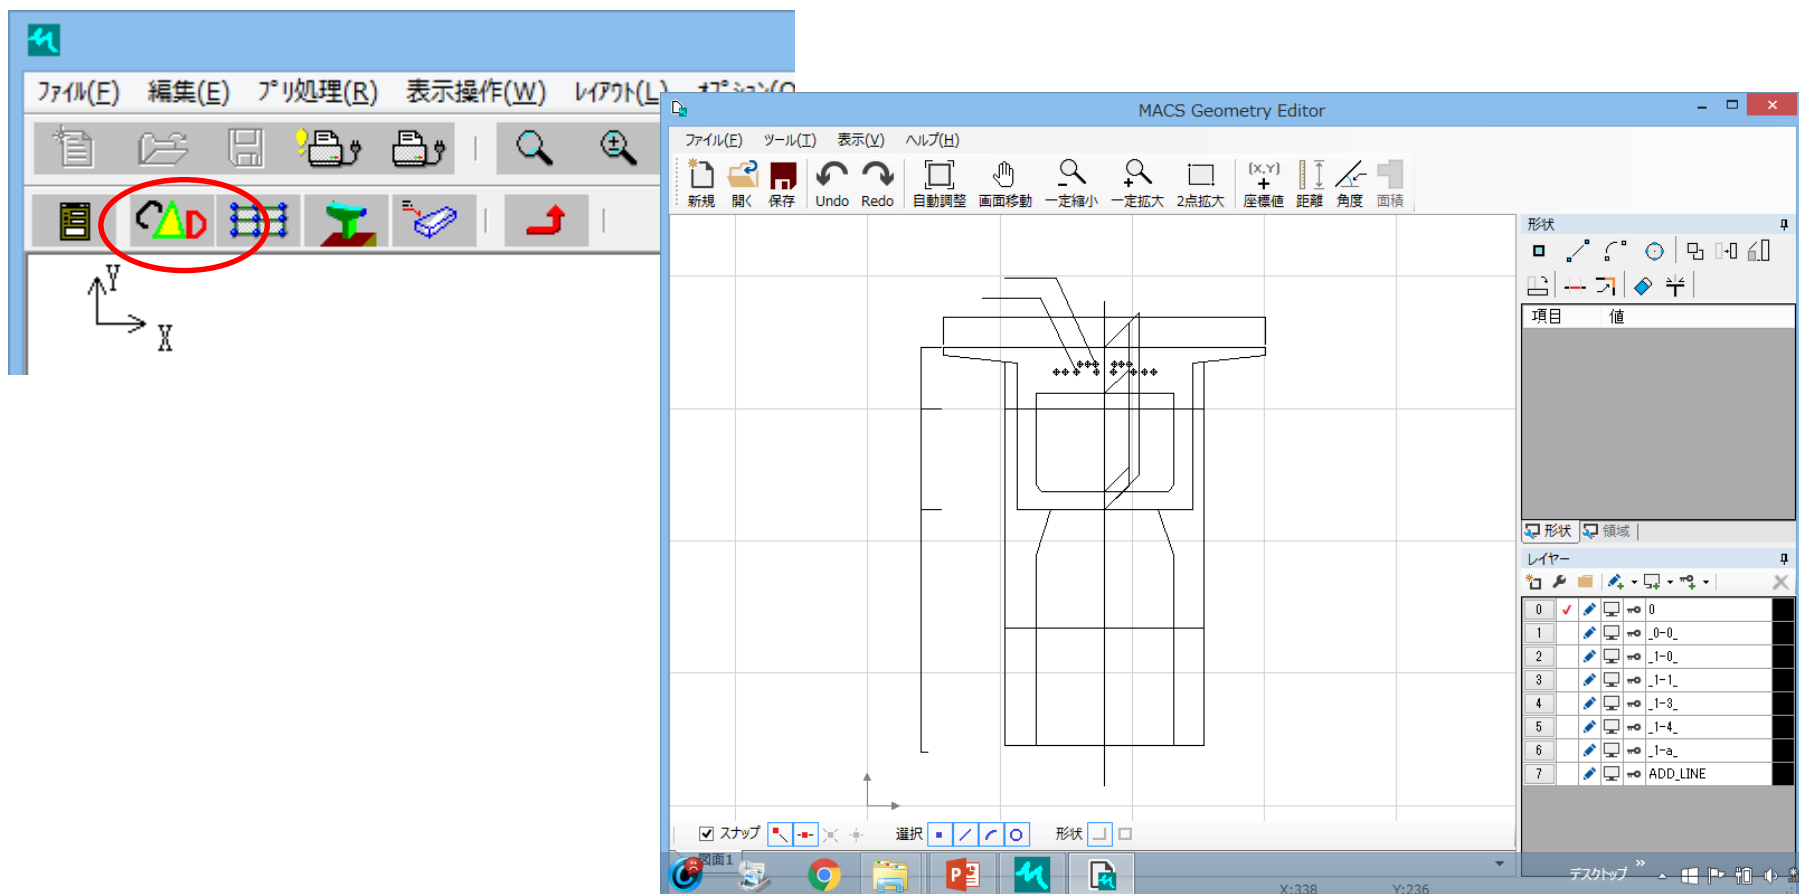 ファイル(F) 編集(E) プリ処理(R) 表示操作(W) レイアウト(L) オプション(O
CAD
Y
X
MACS Geometry Editor
ファイル(F) ツール(T) 表示(V) ヘルプ(H)
(X,Y)
新規 開く 保存 Undo Redo 自動調整 画面移動 一定縮小 一定拡大 2点拡大 座標値 距離 角度 面積
形状
項目 値
形状 領域
レイヤー
0 0
1 _0-0_
2 _1-0_
3 _1-1_
4 _1-3_
5 _1-4_
6 _1-a_
7 ADD_LINE
スナップ 選択 形状
図面1
デスクトップ
X:338 Y:236